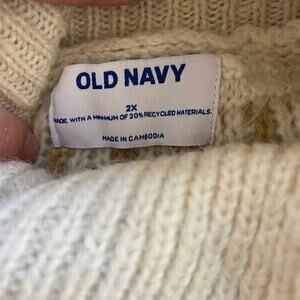 OLD NAVY
2X
MADE WITH A MINIMUM OF 20% RECYCLED MATERIALS.
MADE IN CAMBODIA